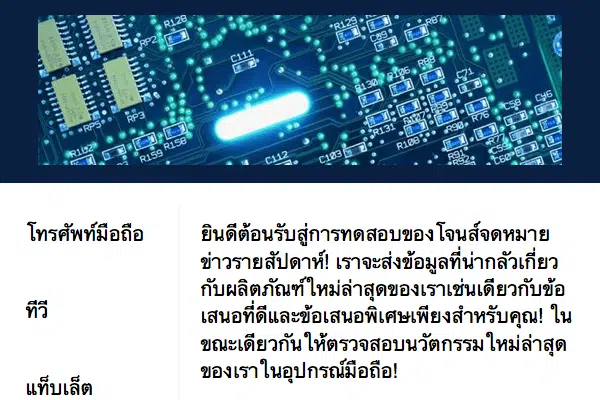 R128
RP2
C111
R129
C69
R89
R106
R130
C71
RP5
RP3
R131
R107
R90
R76
C58
C46
R162
R159
R158
C112
C103
R91
C60
โทรศัพท์มือถือ
ทีวี
แท็บเล็ต
ยินดีต้อนรับสู่การทดสอบของโจนส์จดหมาย
ข่าวรายสัปดาห์! เราจะส่งข้อมูลที่น่ากลัวเกี่ยว
กับผลิตภัณฑ์ใหม่ล่าสุดของเราเช่นเดียวกับข้อ
เสนอที่ดีและข้อเสนอพิเศษเพียงสำหรับคุณ! ใน
ขณะเดียวกันให้ตรวจสอบนวัตกรรมใหม่ล่าสุด
ของเราในอุปกรณ์มือถือ!